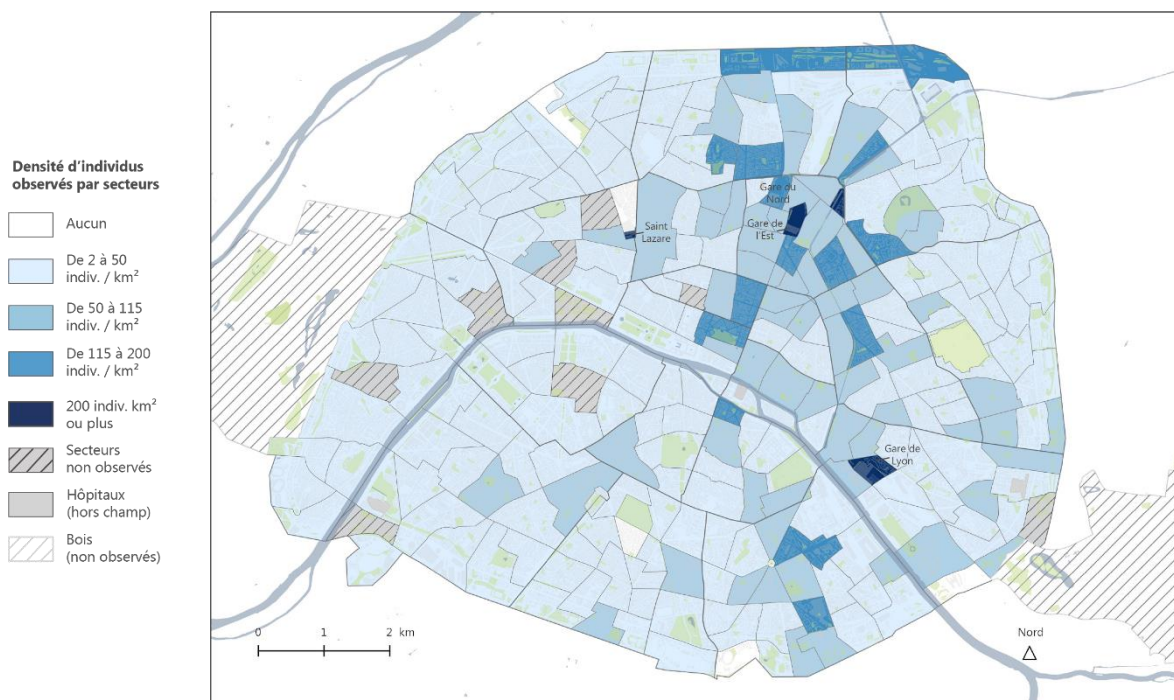 Densité d'individus
observés par secteurs
Aucun
De 2 à 50
indiv. / km²
De 50 à 115
indiv. / km²
De 115 à 200
indiv. / km²
200 indiv. km²
ou plus
Secteurs
non observés
Hôpitaux
(hors champ)
Bois
(non observés)
Gare du
Nord
Gare de
l'Est
Saint
Lazare
Gare de
Lyon
0 1 2 km
Nord